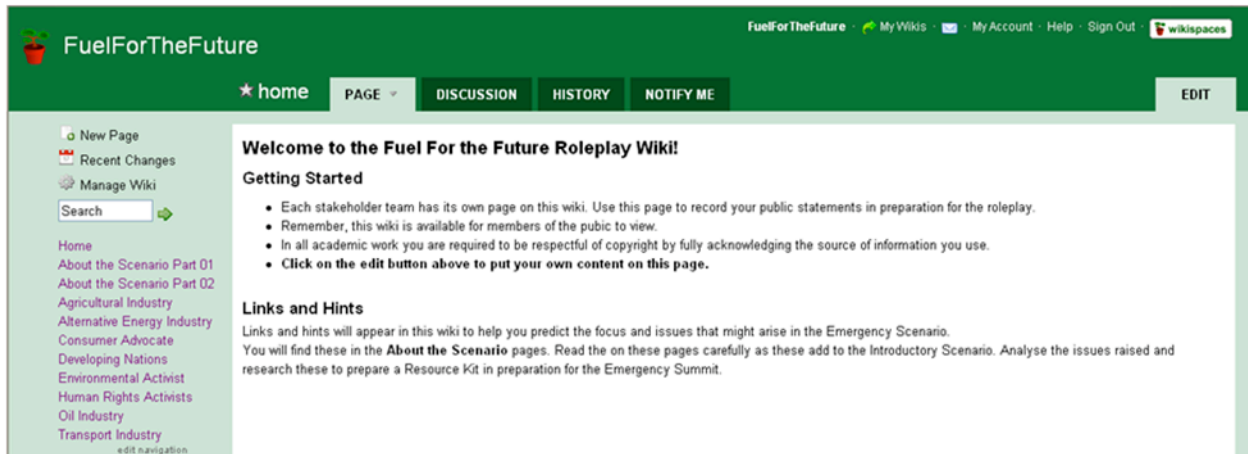 FuelForTheFuture
FuelForTheFuture · My Wikis · · My Account · Help · Sign Out · wikispaces
home PAGE DISCUSSION HISTORY NOTIFY ME EDIT
New Page
Recent Changes
Manage Wiki
Search
Home
About the Scenario Part 01
About the Scenario Part 02
Agricultural Industry
Alternative Energy Industry
Consumer Advocate
Developing Nations
Environmental Activist
Human Rights Activists
Oil Industry
Transport Industry
edit navigation
Welcome to the Fuel For the Future Roleplay Wiki!
Getting Started
• Each stakeholder team has its own page on this wiki. Use this page to record your public statements in preparation for the roleplay.
• Remember, this wiki is available for members of the pubic to view.
• In all academic work you are required to be respectful of copyright by fully acknowledging the source of information you use.
• Click on the edit button above to put your own content on this page.
Links and Hints
Links and hints will appear in this wiki to help you predict the focus and issues that might arise in the Emergency Scenario.
You will find these in the About the Scenario pages. Read the on these pages carefully as these add to the Introductory Scenario. Analyse the issues raised and
research these to prepare a Resource Kit in preparation for the Emergency Summit.